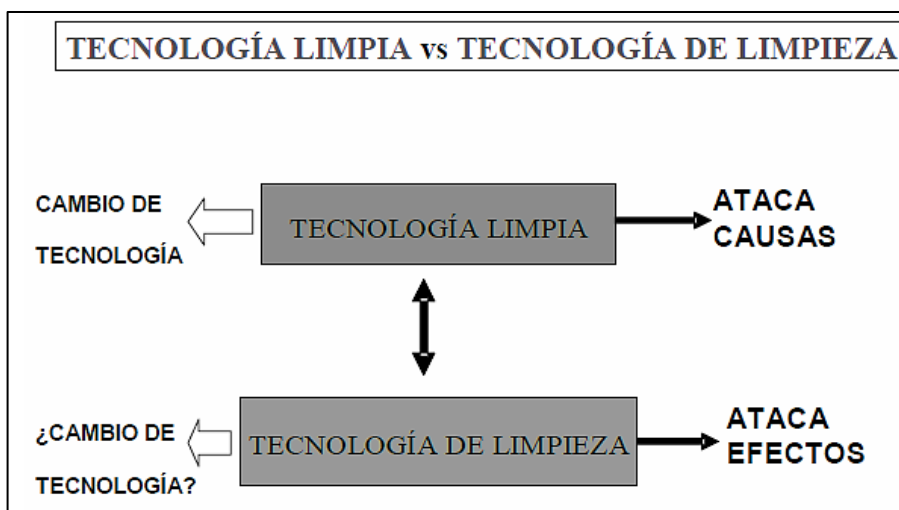 TECNOLOGÍA LIMPIA vs TECNOLOGÍA DE LIMPIEZA
CAMBIO DE
TECNOLOGÍA
TECNOLOGÍA LIMPIA
ATACA
CAUSAS
¿CAMBIO DE
TECNOLOGÍA?
TECNOLOGÍA DE LIMPIEZA
ATACA
EFECTOS